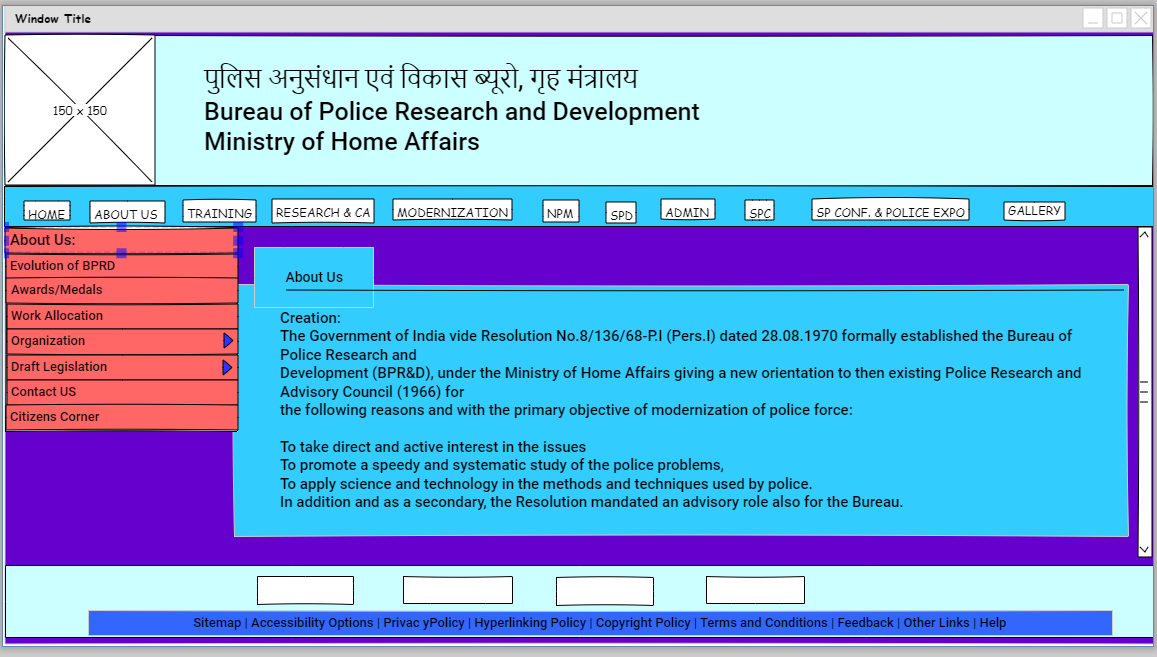 Window Title
150 x 150
पुलिस अनुसंधान एवं विकास ब्यूरो, गृह मंत्रालय
Bureau of Police Research and Development
Ministry of Home Affairs
HOME ABOUT US TRAINING RESEARCH & CA MODERNIZATION NPM SPD ADMIN SPC SP CONF. & POLICE EXPO GALLERY
About Us:
Evolution of BPRD
Awards/Medals
Work Allocation
Organization
Draft Legislation
Contact US
Citizens Corner
About Us
Creation:
The Government of India vide Resolution No.8/136/68-P.I (Pers.I) dated 28.08.1970 formally established the Bureau of
Police Research and
Development (BPR&D), under the Ministry of Home Affairs giving a new orientation to then existing Police Research and
Advisory Council (1966) for
the following reasons and with the primary objective of modernization of police force:
To take direct and active interest in the issues
To promote a speedy and systematic study of the police problems,
To apply science and technology in the methods and techniques used by police.
In addition and as a secondary, the Resolution mandated an advisory role also for the Bureau.
Sitemap | Accessibility Options | Privac yPolicy | Hyperlinking Policy | Copyright Policy | Terms and Conditions | Feedback | Other Links | Help